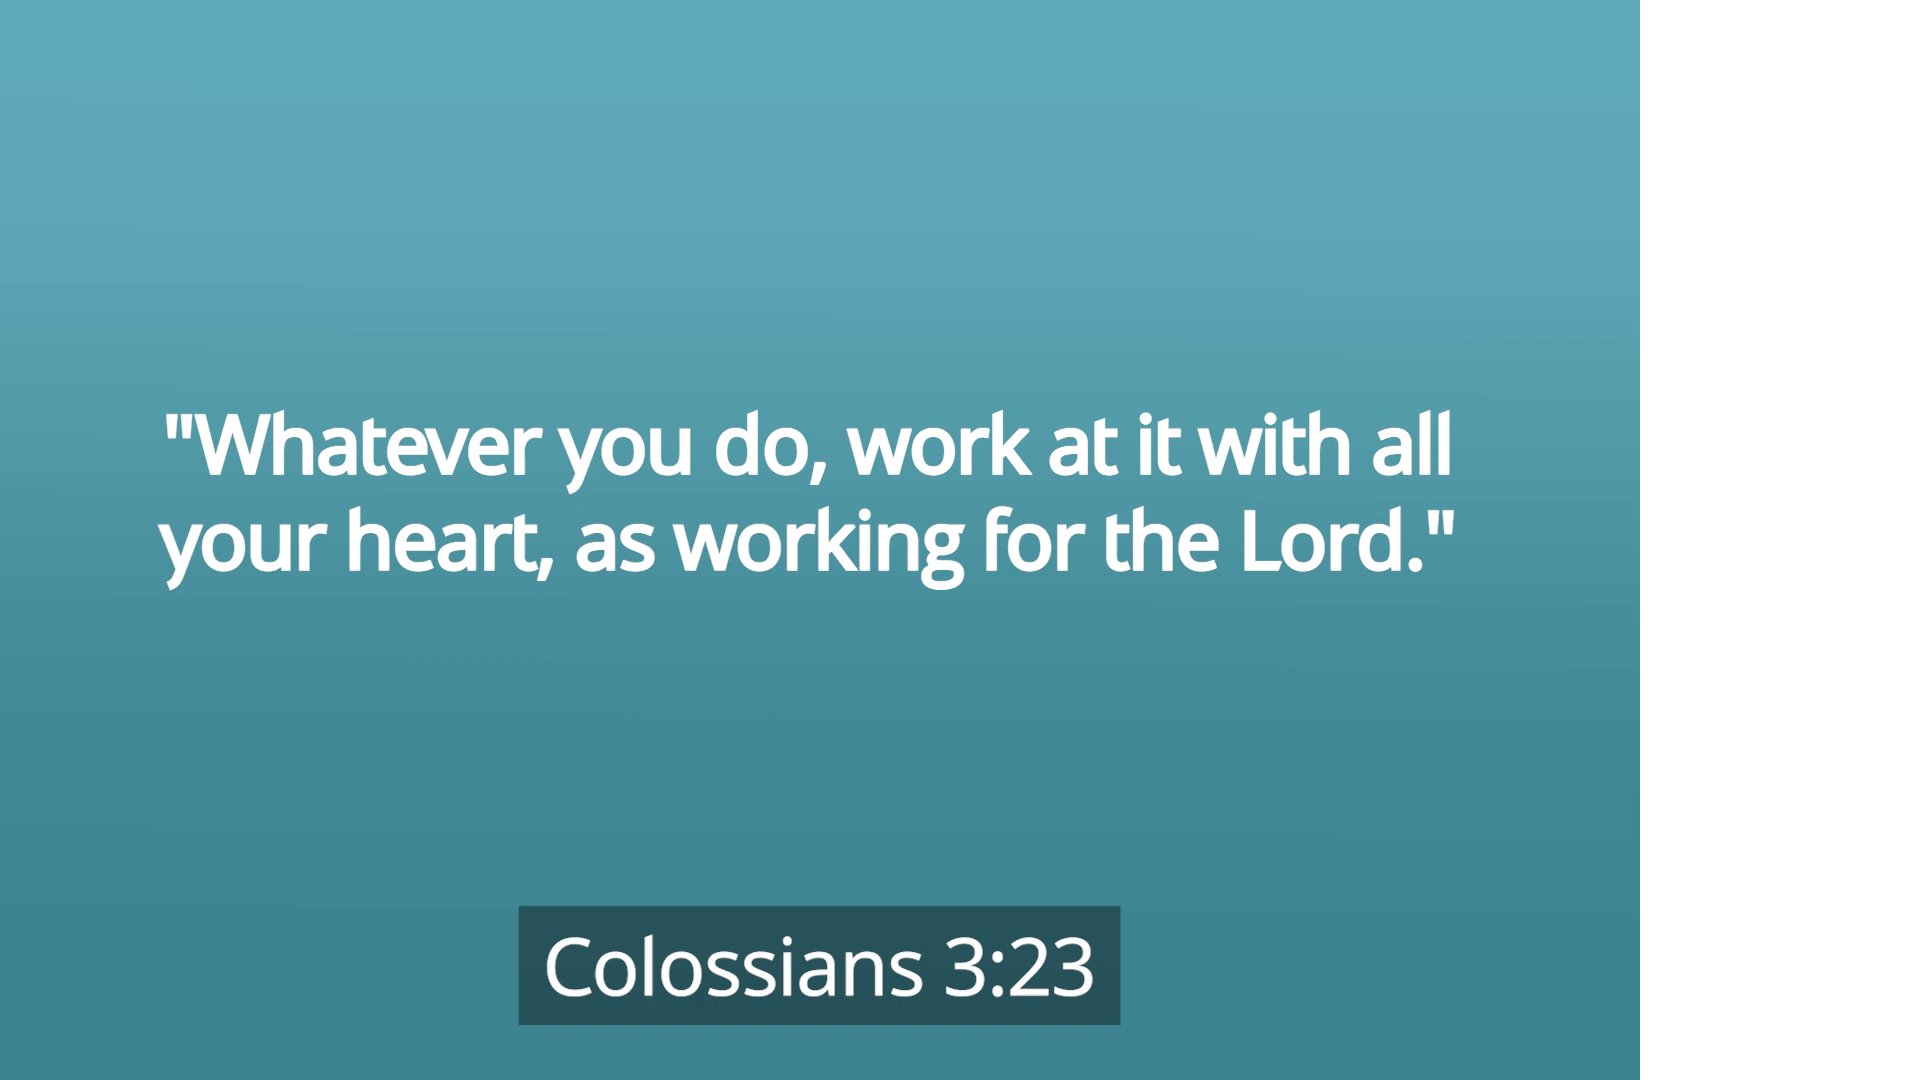 "Whatever you do, work at it with all
your heart, as working for the Lord."
Colossians 3:23